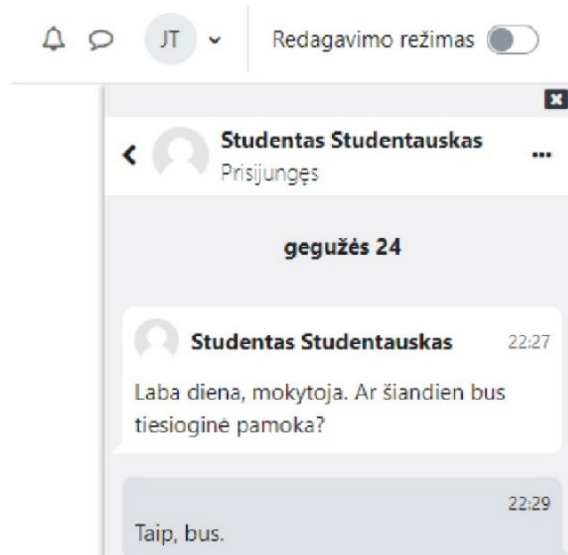 JT Redagavimo režimas
Studentas Studentauskas
Prisijungęs
gegužės 24
Studentas Studentauskas 22:27
Laba diena, mokytoja. Ar šiandien bus
tiesioginė pamoka?
22:29
Taip, bus.